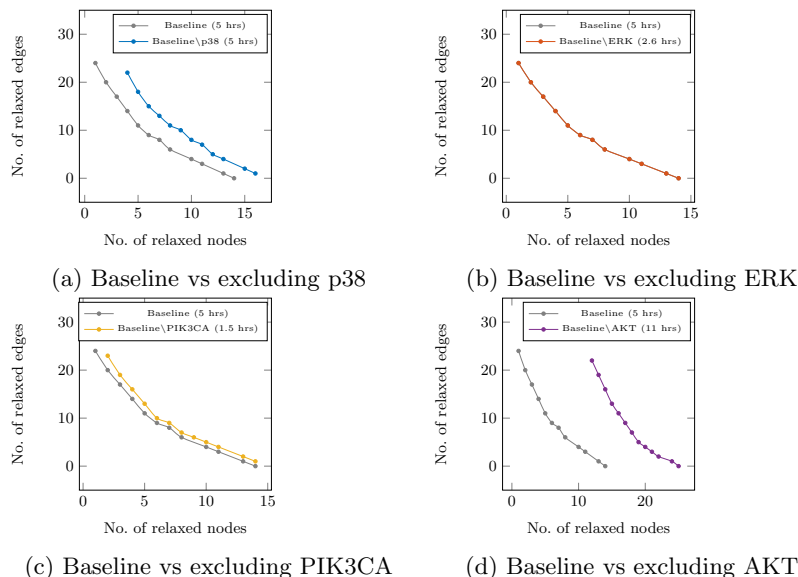 Baseline (5 hrs)
Baseline\p38 (5 hrs)
No. of relaxed edges
30
20
10
0
0 5 10 15
No. of relaxed nodes
(a) Baseline vs excluding p38
Baseline (5 hrs)
Baseline\ERK (2.6 hrs)
No. of relaxed edges
30
20
10
0
0 5 10 15
No. of relaxed nodes
(b) Baseline vs excluding ERK
Baseline (5 hrs)
Baseline\PIK3CA (1.5 hrs)
No. of relaxed edges
30
20
10
0
0 5 10 15
No. of relaxed nodes
(c) Baseline vs excluding PIK3CA
Baseline (5 hrs)
Baseline\AKT (11 hrs)
No. of relaxed edges
30
20
10
0
0 10 20
No. of relaxed nodes
(d) Baseline vs excluding AKT